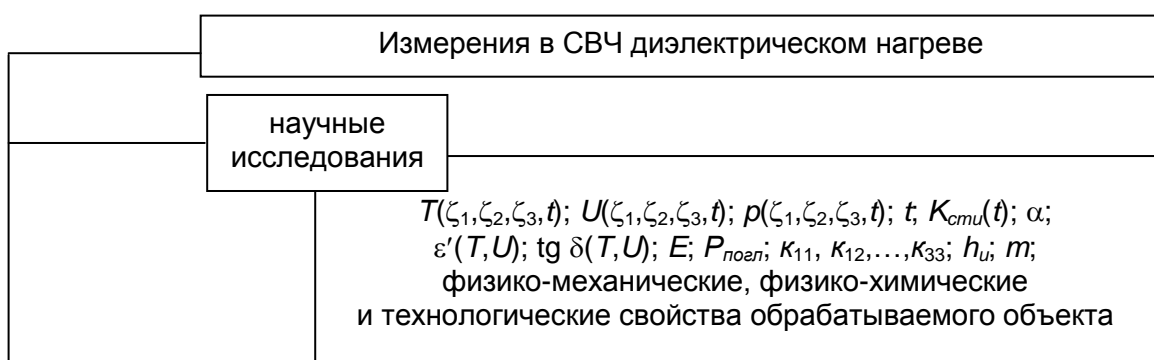 Измерения в СВЧ диэлектрическом нагреве
научные
исследования
T(ζ₁,ζ₂,ζ₃,t); U(ζ₁,ζ₂,ζ₃,t); p(ζ₁,ζ₂,ζ₃,t); t; Kстu(t); α;
ε′(T,U); tg δ(T,U); E; Pпогл; κ₁₁, κ₁₂,…,κ₃₃; hu; m;
физико-механические, физико-химические
и технологические свойства обрабатываемого объекта